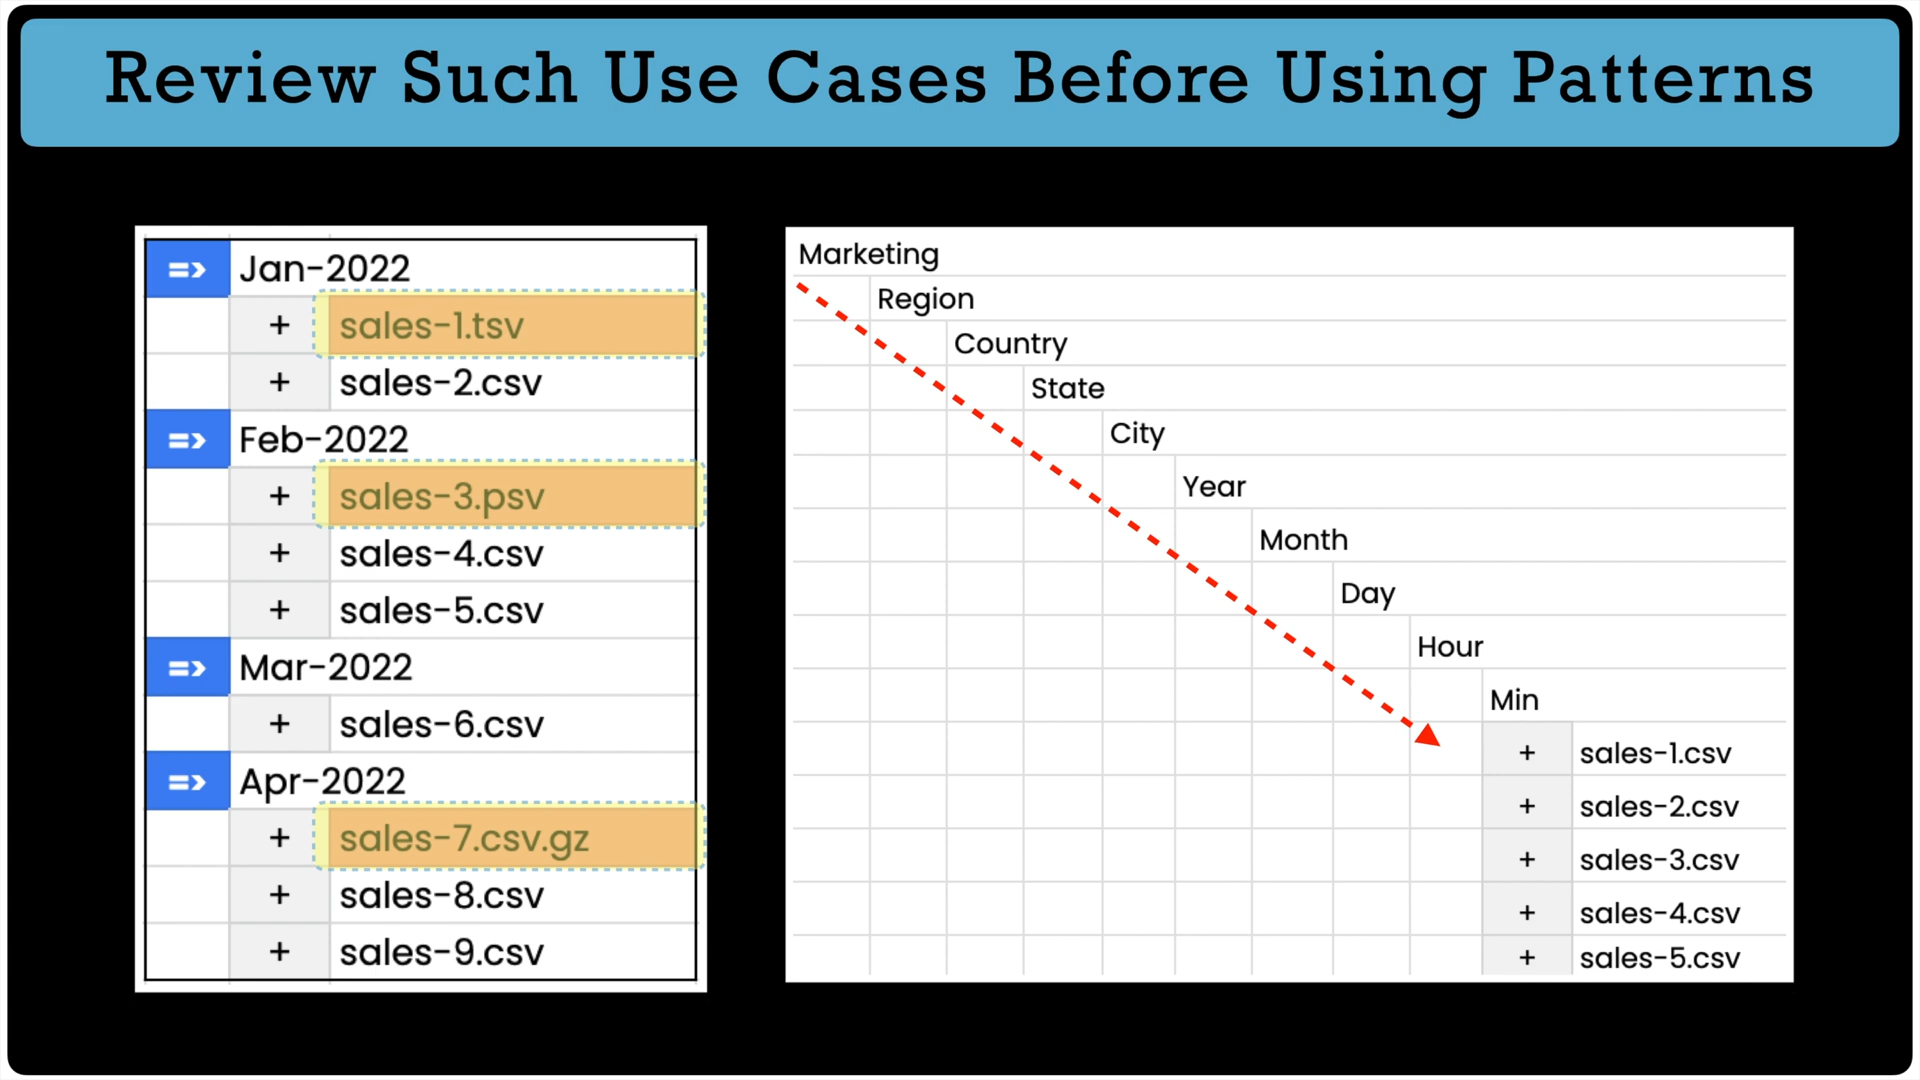 Review Such Use Cases Before Using Patterns
=> Jan-2022
+ sales-1.tsv
+ sales-2.csv
=> Feb-2022
+ sales-3.psv
+ sales-4.csv
+ sales-5.csv
=> Mar-2022
+ sales-6.csv
=> Apr-2022
+ sales-7.csv.gz
+ sales-8.csv
+ sales-9.csv
Marketing
Region
Country
State
City
Year
Month
Day
Hour
Min
+ sales-1.csv
+ sales-2.csv
+ sales-3.csv
+ sales-4.csv
+ sales-5.csv